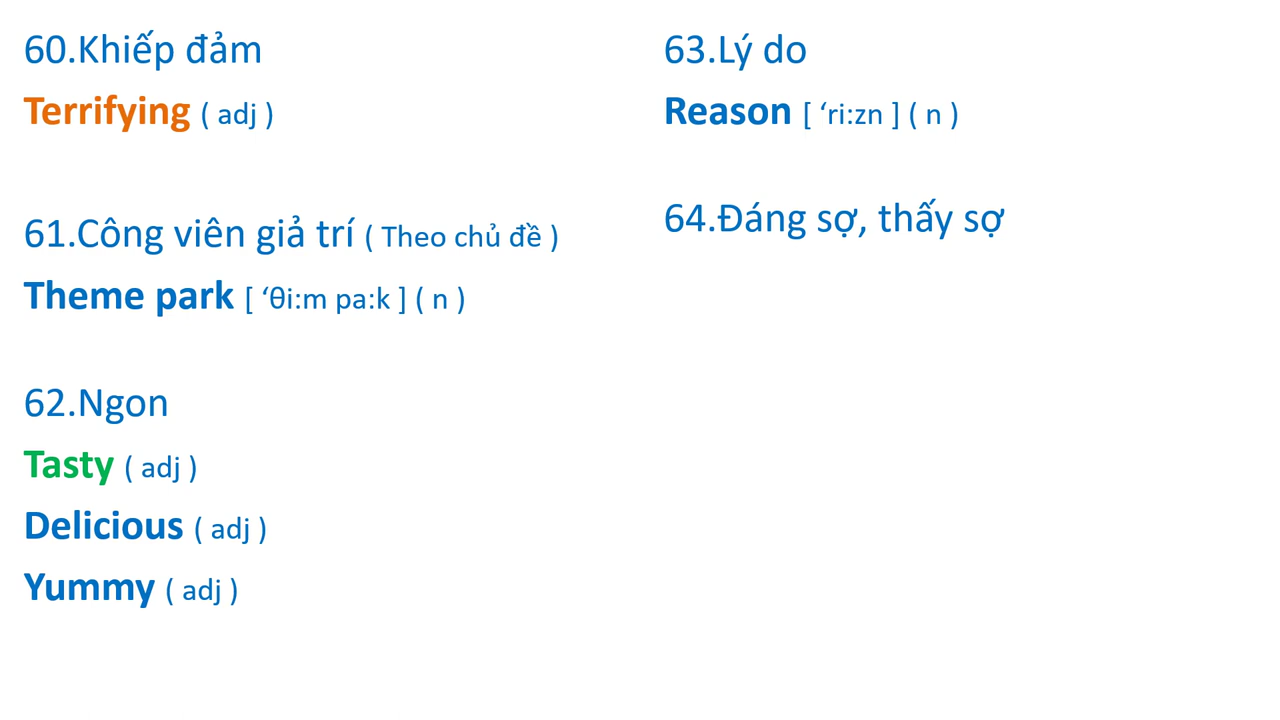 60.Khiếp đảm
Terrifying ( adj )
61.Công viên giả trí ( Theo chủ đề )
Theme park [ ‘θi:m pa:k ] ( n )
62.Ngon
Tasty ( adj )
Delicious ( adj )
Yummy ( adj )
63.Lý do
Reason [ ‘ri:zn ] ( n )
64.Đáng sợ, thấy sợ